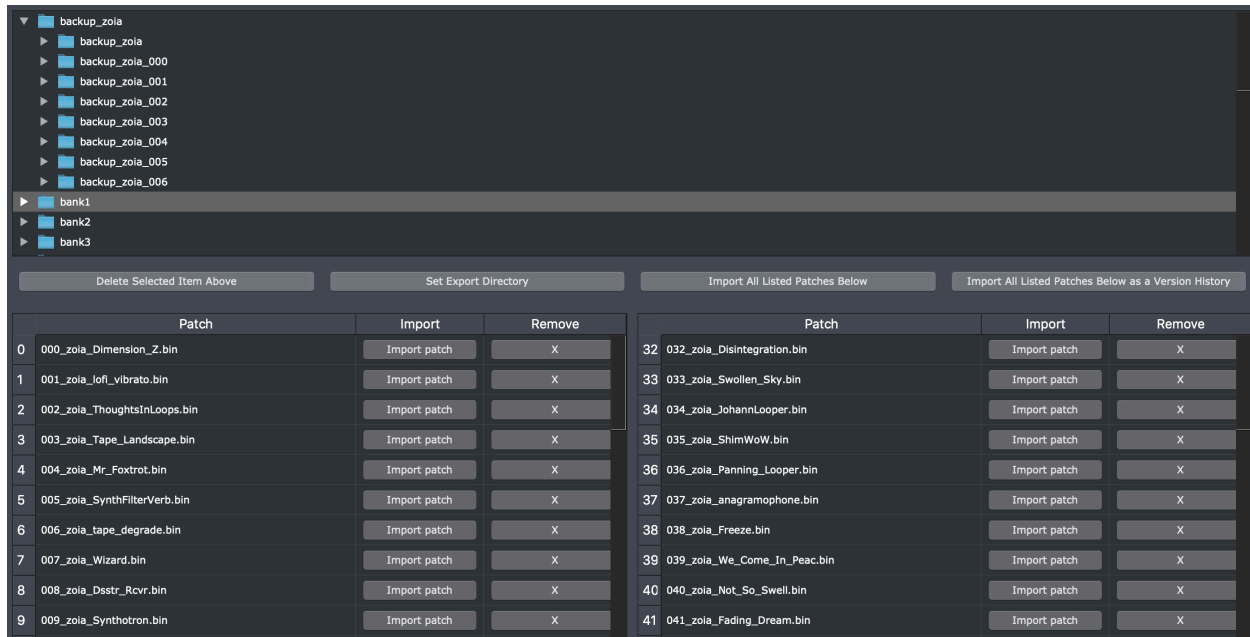 backup_zoia
backup_zoia
backup_zoia_000
backup_zoia_001
backup_zoia_002
backup_zoia_003
backup_zoia_004
backup_zoia_005
backup_zoia_006
bank1
bank2
bank3
Delete Selected Item Above Set Export Directory Import All Listed Patches Below Import All Listed Patches Below as a Version History
Patch Import Remove
0 000_zoia_Dimension_Z.bin Import patch X
1 001_zoia_lofi_vibrato.bin Import patch X
2 002_zoia_ThoughtsInLoops.bin Import patch X
3 003_zoia_Tape_Landscape.bin Import patch X
4 004_zoia_Mr_Foxtrot.bin Import patch X
5 005_zoia_SynthFilterVerb.bin Import patch X
6 006_zoia_tape_degrade.bin Import patch X
7 007_zoia_Wizard.bin Import patch X
8 008_zoia_Dsstr_Rcvr.bin Import patch X
9 009_zoia_Synthotron.bin Import patch X
Patch Import Remove
32 032_zoia_Disintegration.bin Import patch X
33 033_zoia_Swollen_Sky.bin Import patch X
34 034_zoia_JohannLooper.bin Import patch X
35 035_zoia_ShimWoW.bin Import patch X
36 036_zoia_Panning_Looper.bin Import patch X
37 037_zoia_anagramophone.bin Import patch X
38 038_zoia_Freeze.bin Import patch X
39 039_zoia_We_Come_In_Peac.bin Import patch X
40 040_zoia_Not_So_Swell.bin Import patch X
41 041_zoia_Fading_Dream.bin Import patch X